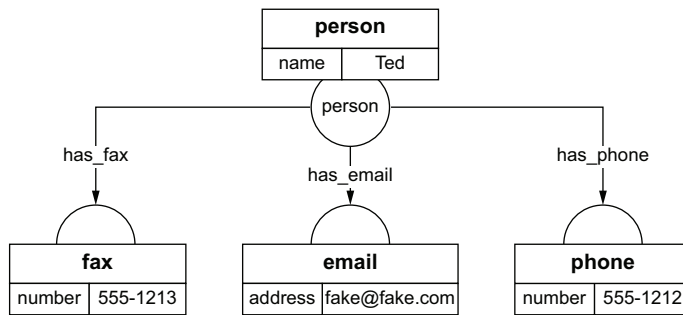 person
name Ted
person
has_fax
has_email
has_phone
fax
number 555-1213
email
address fake@fake.com
phone
number 555-1212